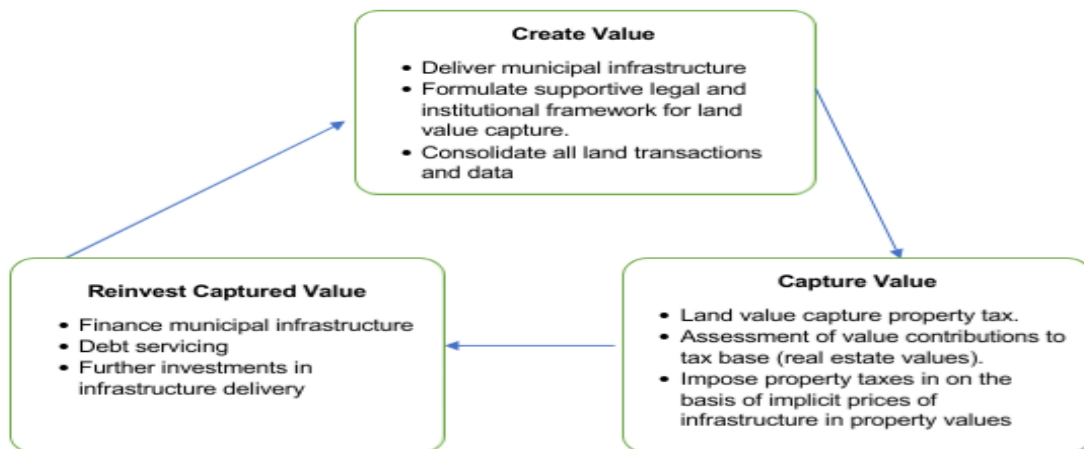 Create Value
• Deliver municipal infrastructure
• Formulate supportive legal and
institutional framework for land
value capture.
• Consolidate all land transactions
and data
Reinvest Captured Value
• Finance municipal infrastructure
• Debt servicing
• Further investments in
infrastructure delivery
Capture Value
• Land value capture property tax.
• Assessment of value contributions to
tax base (real estate values).
• Impose property taxes in on the
basis of implicit prices of
infrastructure in property values